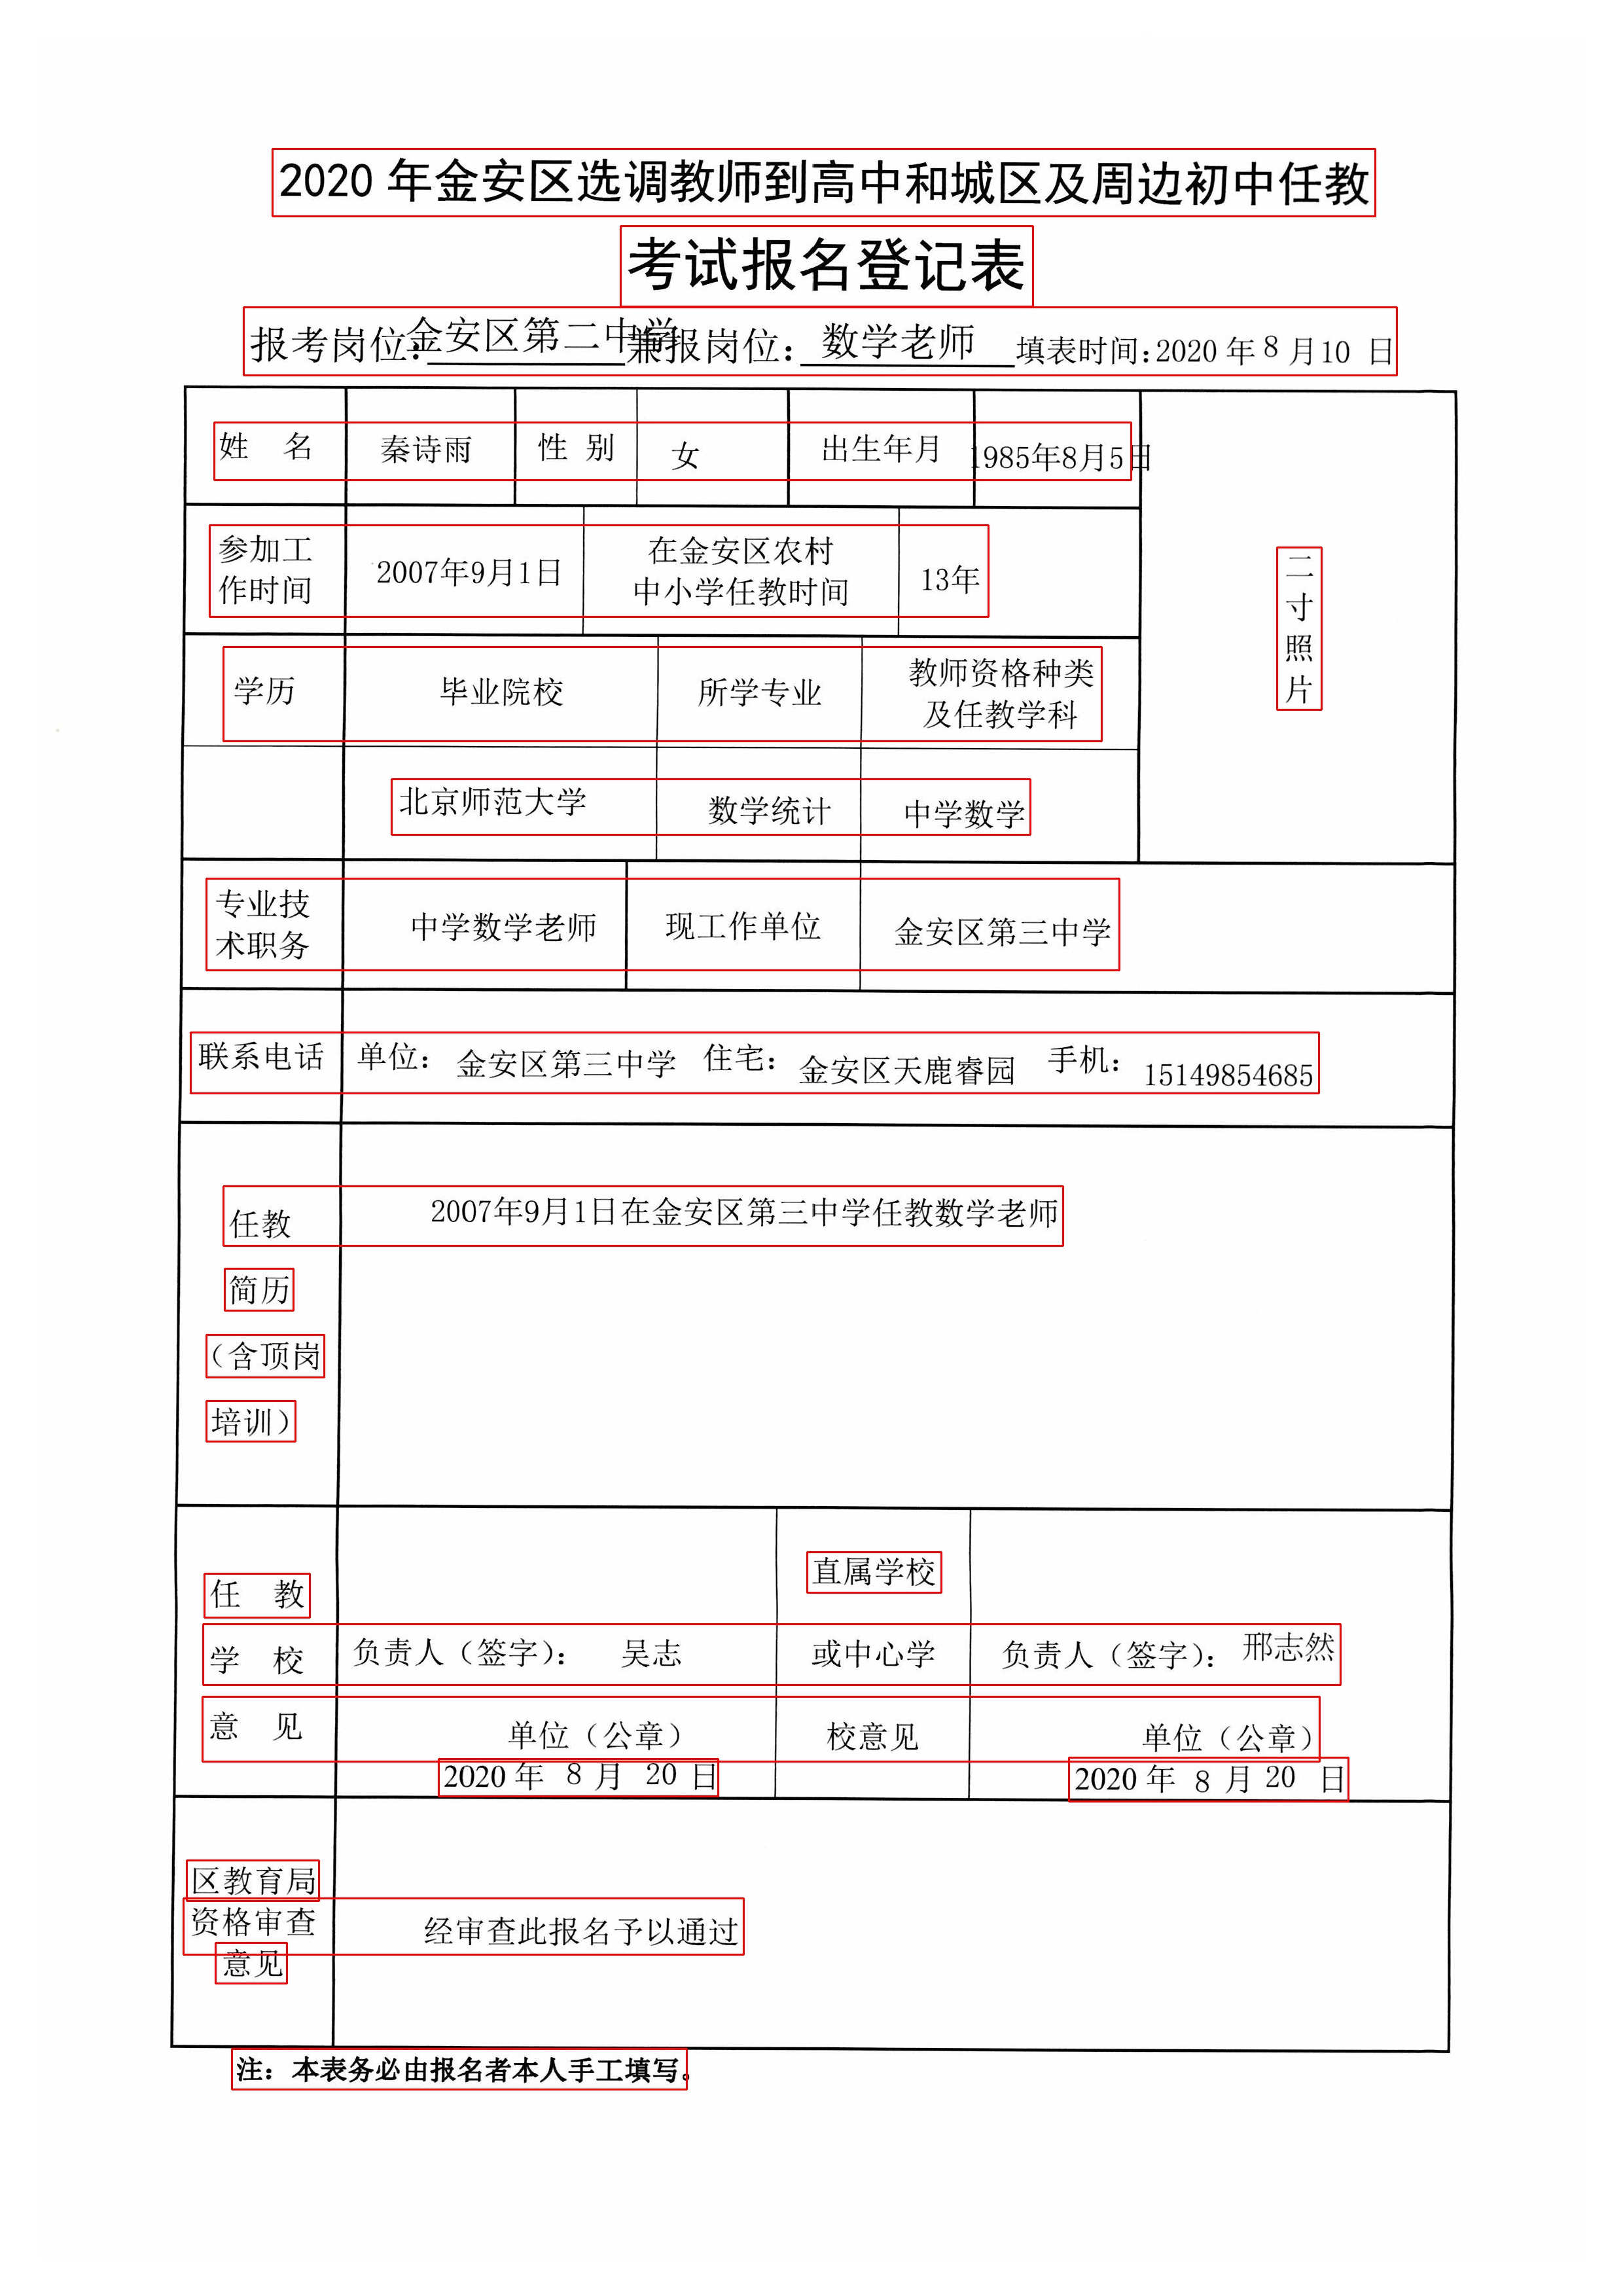 2020 年金安区选调教师到高中和城区及周边初中任教
考试报名登记表
报考岗位：金安区第二中学 兼报岗位： 数学老师 填表时间：2020 年 8 月 10 日
姓 名 秦诗雨 性 别 女 出生年月 1985年8月5日
参加工作时间 2007年9月1日 在金安区农村中小学任教时间 13年
二寸照片
学历 毕业院校 所学专业 教师资格种类及任教学科
北京师范大学 数学统计 中学数学
专业技术职务 中学数学老师 现工作单位 金安区第三中学
联系电话 单位： 金安区第三中学 住宅： 金安区天鹿睿园 手机： 15149854685
任教 2007年9月1日在金安区第三中学任教数学老师
简历
（含顶岗
培训）
直属学校
任 教
学 校 负责人（签字）： 吴志 或中心学 负责人（签字）： 邢志然
意 见 单位（公章） 校意见 单位（公章）
2020 年 8 月 20 日 2020 年 8 月 20 日
区教育局
资格审查 经审查此报名予以通过
意见
注：本表务必由报名者本人手工填写。